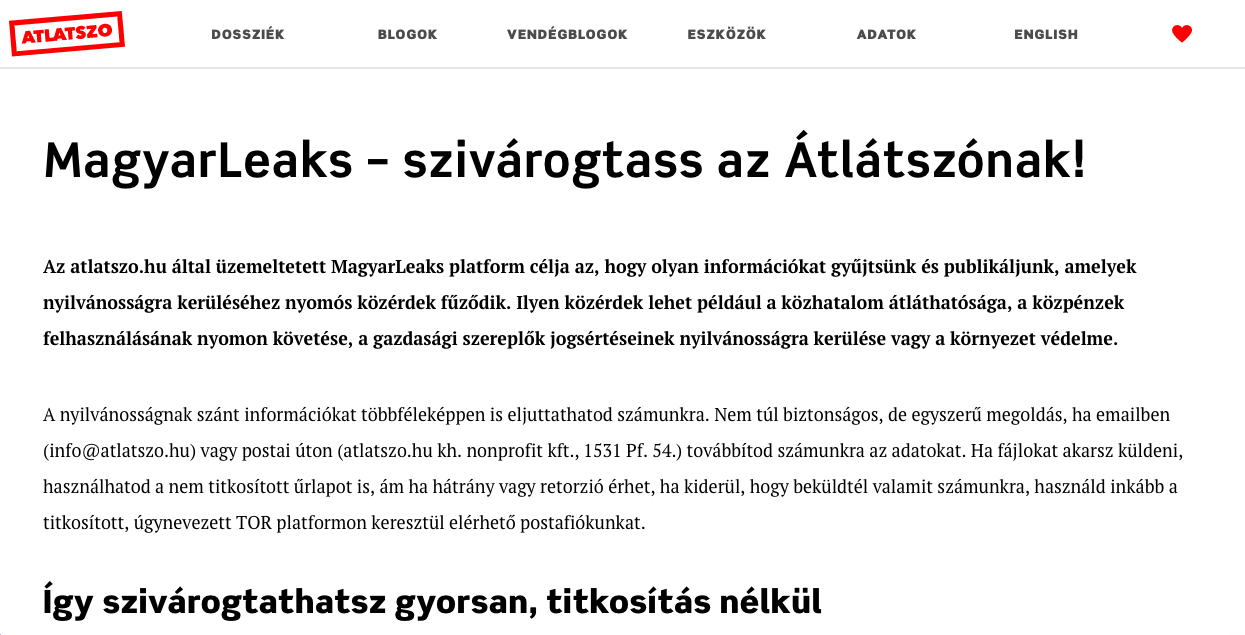 ATLATSZO
DOSSZIÉK BLOGOK VENDÉGBLOGOK ESZKÖZÖK ADATOK ENGLISH
MagyarLeaks – szivárogtass az Átlátszónak!
Az atlatszo.hu által üzemeltetett MagyarLeaks platform célja az, hogy olyan információkat gyűjtsünk és publikáljunk, amelyek
nyilvánosságra kerüléséhez nyomós közérdek fűződik. Ilyen közérdek lehet például a közhatalom átláthatósága, a közpénzek
felhasználásának nyomon követése, a gazdasági szereplők jogsértéseinek nyilvánosságra kerülése vagy a környezet védelme.
A nyilvánosságnak szánt információkat többféleképpen is eljuttathatod számunkra. Nem túl biztonságos, de egyszerű megoldás, ha emailben
(info@atlatszo.hu) vagy postai úton (atlatszo.hu kh. nonprofit kft., 1531 Pf. 54.) továbbítod számunkra az adatokat. Ha fájlokat akarsz küldeni,
használhatod a nem titkosított űrlapot is, ám ha hátrány vagy retorzió érhet, ha kiderül, hogy beküldtél valamit számunkra, használd inkább a
titkosított, úgynevezett TOR platformon keresztül elérhető postafiókunkat.
Így szivárogtathatsz gyorsan, titkosítás nélkül